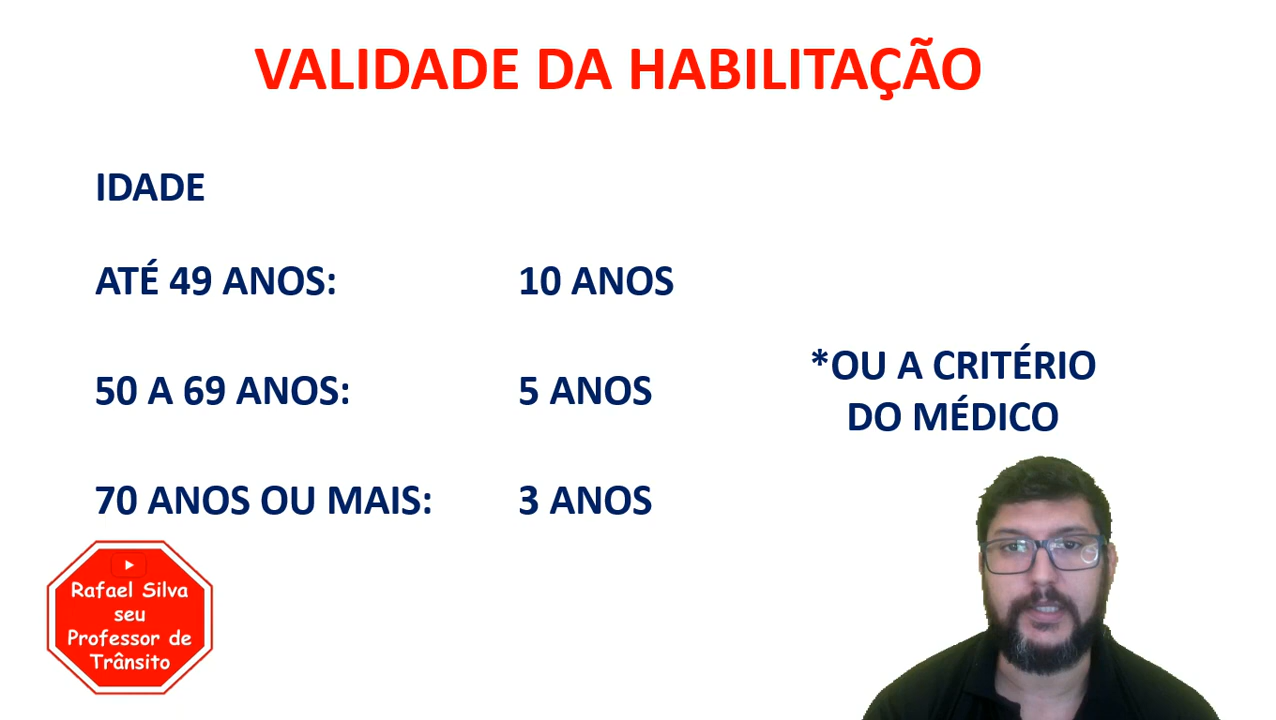 VALIDADE DA HABILITAÇÃO
IDADE
ATÉ 49 ANOS: 10 ANOS
50 A 69 ANOS: 5 ANOS
70 ANOS OU MAIS: 3 ANOS
*OU A CRITÉRIO
DO MÉDICO
Rafael Silva
seu
Professor de
Trânsito